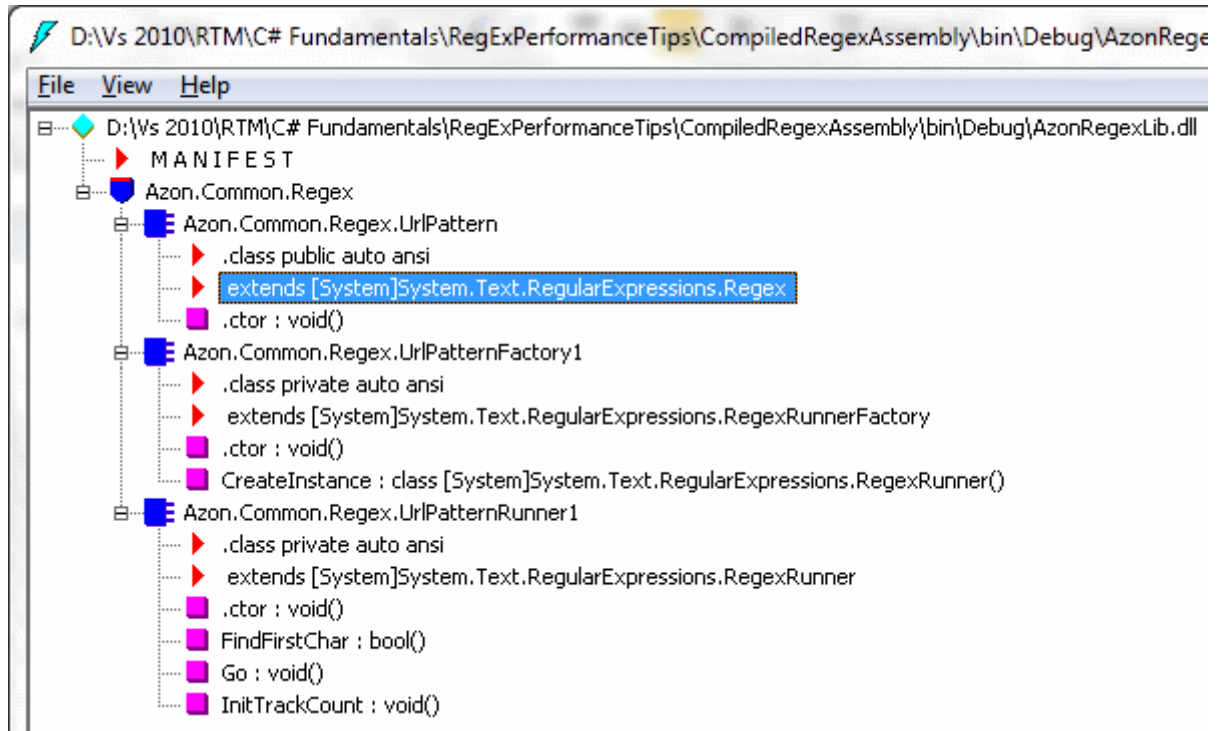 D:\Vs 2010\RTM\C# Fundamentals\RegExPerformanceTips\CompiledRegexAssembly\bin\Debug\AzonRege
File View Help
D:\Vs 2010\RTM\C# Fundamentals\RegExPerformanceTips\CompiledRegexAssembly\bin\Debug\AzonRegexLib.dll
M A N I F E S T
Azon.Common.Regex
Azon.Common.Regex.UrlPattern
.class public auto ansi
extends [System]System.Text.RegularExpressions.Regex
.ctor : void()
Azon.Common.Regex.UrlPatternFactory1
.class private auto ansi
extends [System]System.Text.RegularExpressions.RegexRunnerFactory
.ctor : void()
CreateInstance : class [System]System.Text.RegularExpressions.RegexRunner()
Azon.Common.Regex.UrlPatternRunner1
.class private auto ansi
extends [System]System.Text.RegularExpressions.RegexRunner
.ctor : void()
FindFirstChar : bool()
Go : void()
InitTrackCount : void()